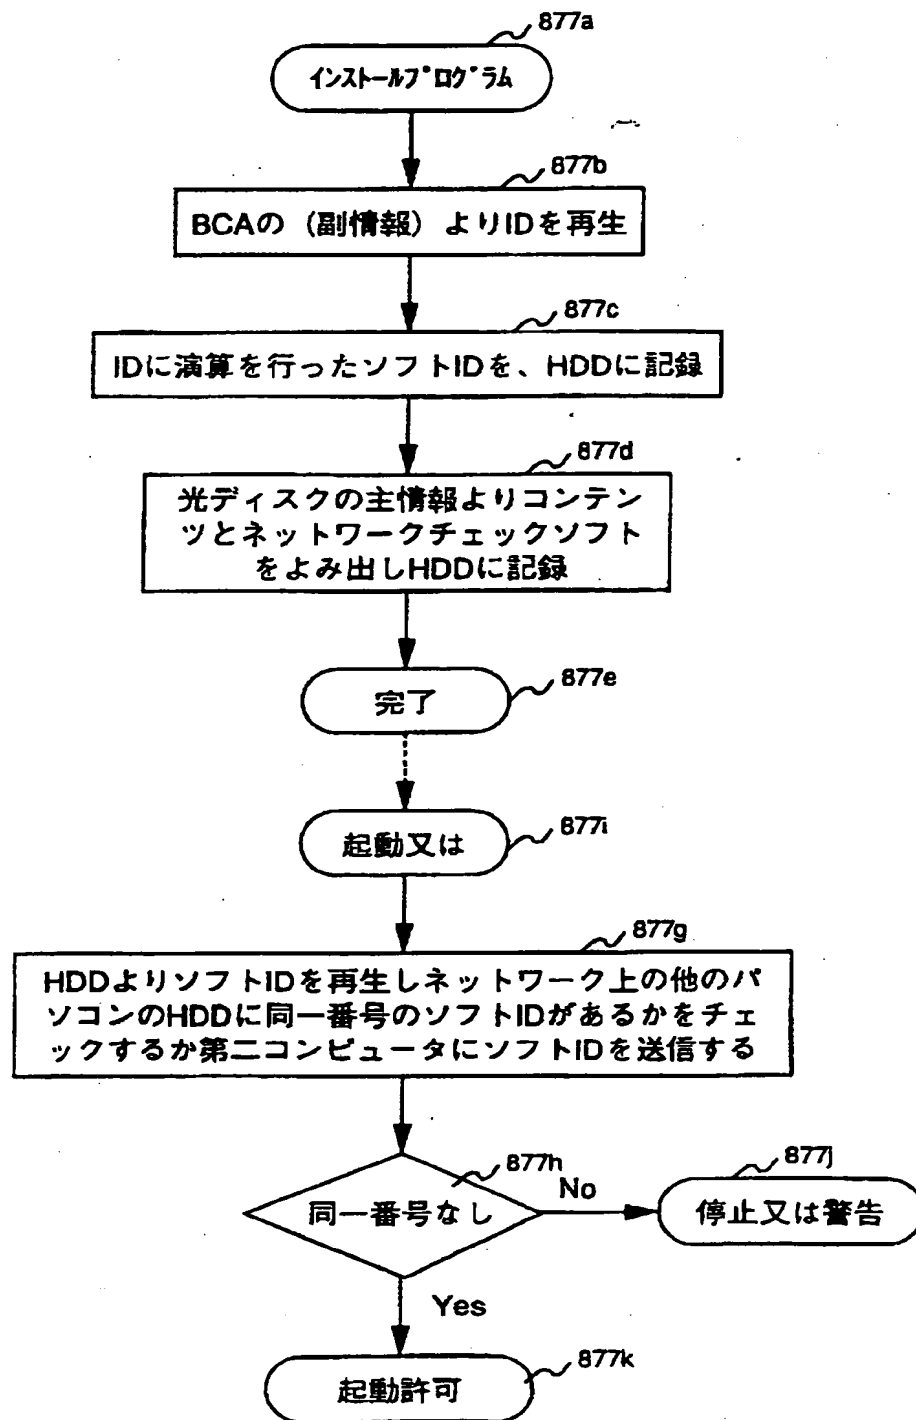 877a
インストールプログラム
877b
BCAの（副情報）よりIDを再生
877c
IDに演算を行ったソフトIDを、HDDに記録
877d
光ディスクの主情報よりコンテン
ツとネットワークチェックソフト
をよみ出しHDDに記録
877e
完了
877i
起動又は
877g
HDDよりソフトIDを再生しネットワーク上の他のパ
ソコンのHDDに同一番号のソフトIDがあるかをチェ
ックするか第二コンピュータにソフトIDを送信する
877h
同一番号なし
No
877j
停止又は警告
Yes
877k
起動許可